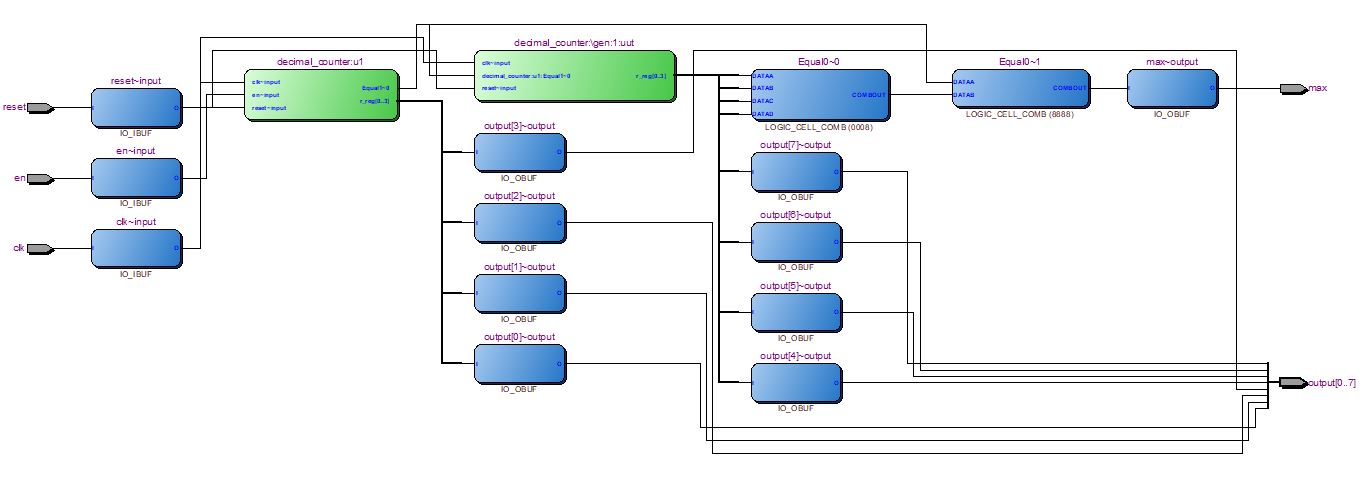 reset
en
clk
reset~input
I
O
IO_IBUF
en~input
I
O
IO_IBUF
clk~input
I
O
IO_IBUF
decimal_counter:u1
clk~input
en~input
reset~input
Equal1~0
r_reg[0..3]
decimal_counter:\gen:1:uut
clk~input
decimal_counter:u1:Equal1~0
reset~input
r_reg[0..3]
output[3]~output
I
O
IO_OBUF
output[2]~output
I
O
IO_OBUF
output[1]~output
I
O
IO_OBUF
output[0]~output
I
O
IO_OBUF
Equal0~0
DATAA
DATAB
DATAC
DATAD
COMBOUT
LOGIC_CELL_COMB (0008)
output[7]~output
I
O
IO_OBUF
output[6]~output
I
O
IO_OBUF
output[5]~output
I
O
IO_OBUF
output[4]~output
I
O
IO_OBUF
Equal0~1
DATAA
DATAB
COMBOUT
LOGIC_CELL_COMB (8888)
max~output
I
O
IO_OBUF
max
output[0..7]